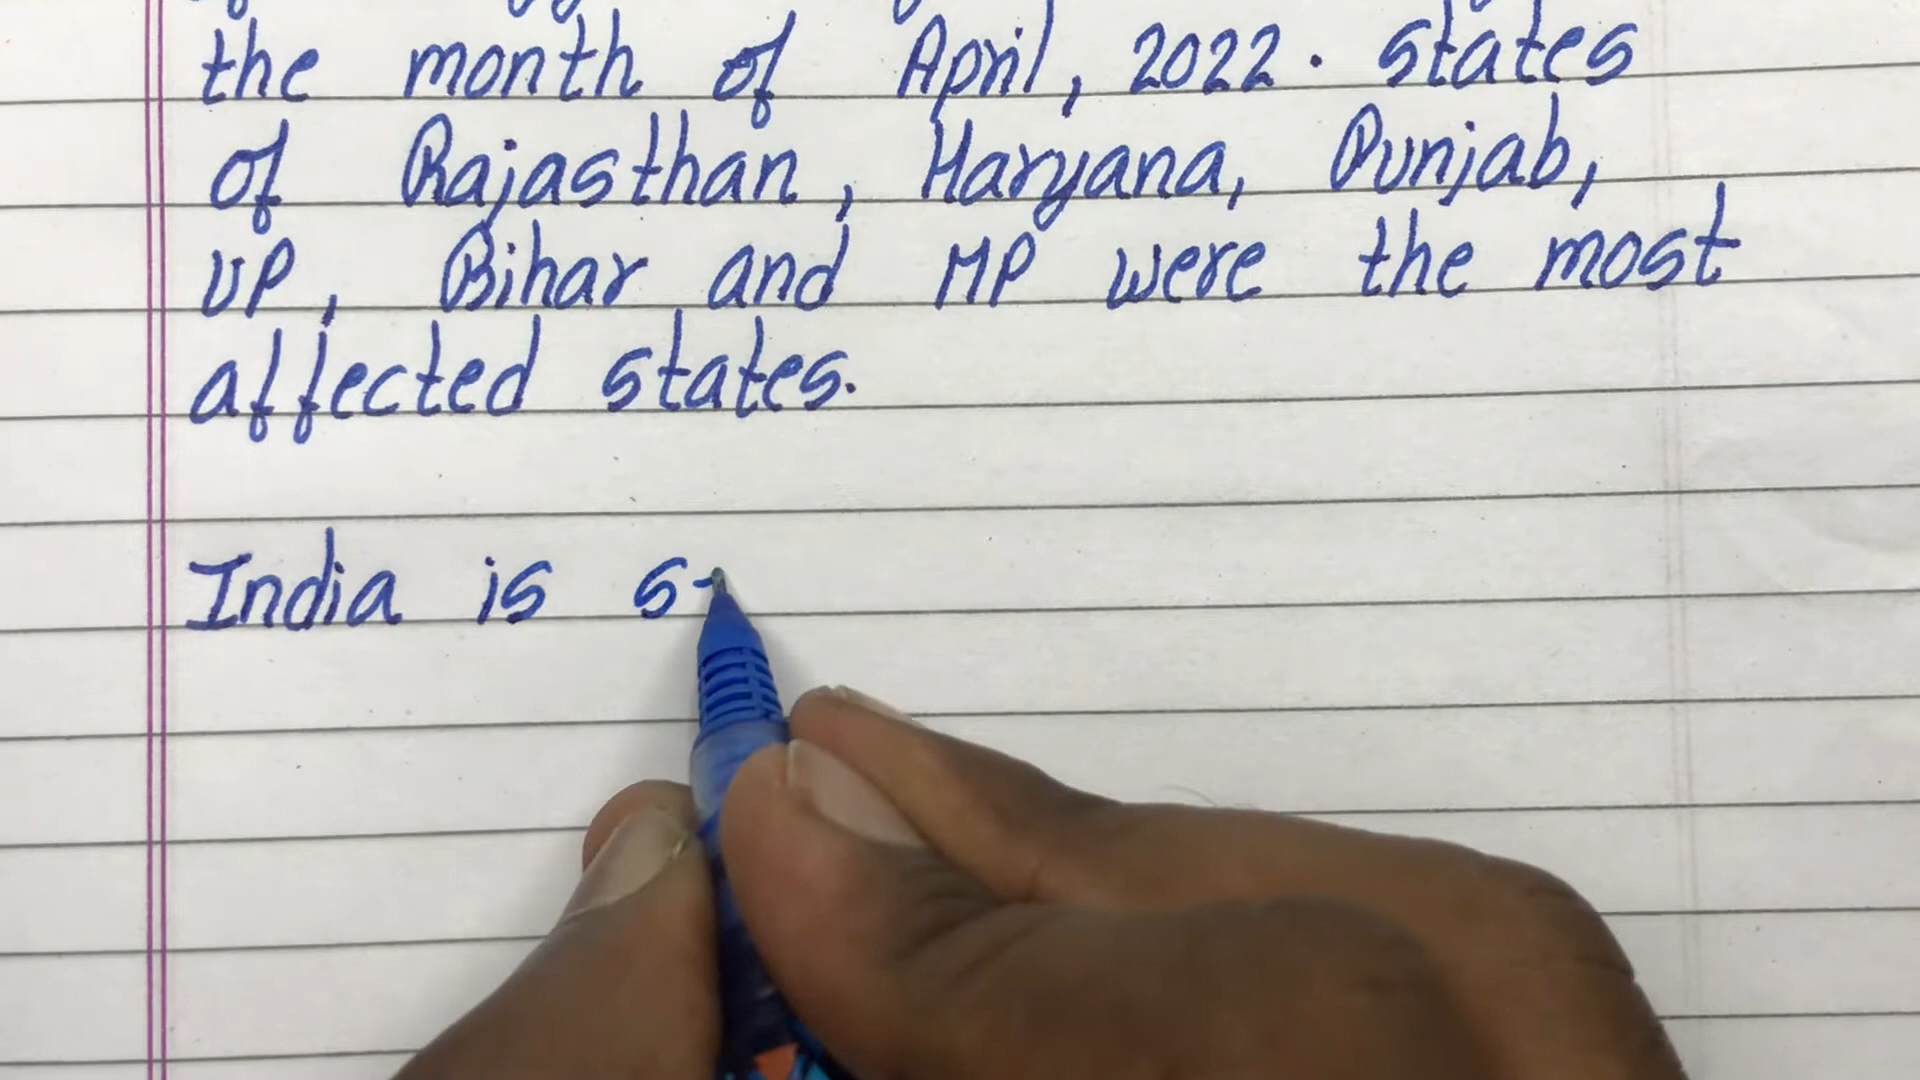 the month of April, 2022. states
of Rajasthan, Haryana, Punjab,
UP, Bihar and MP were the most
affected states.
India is